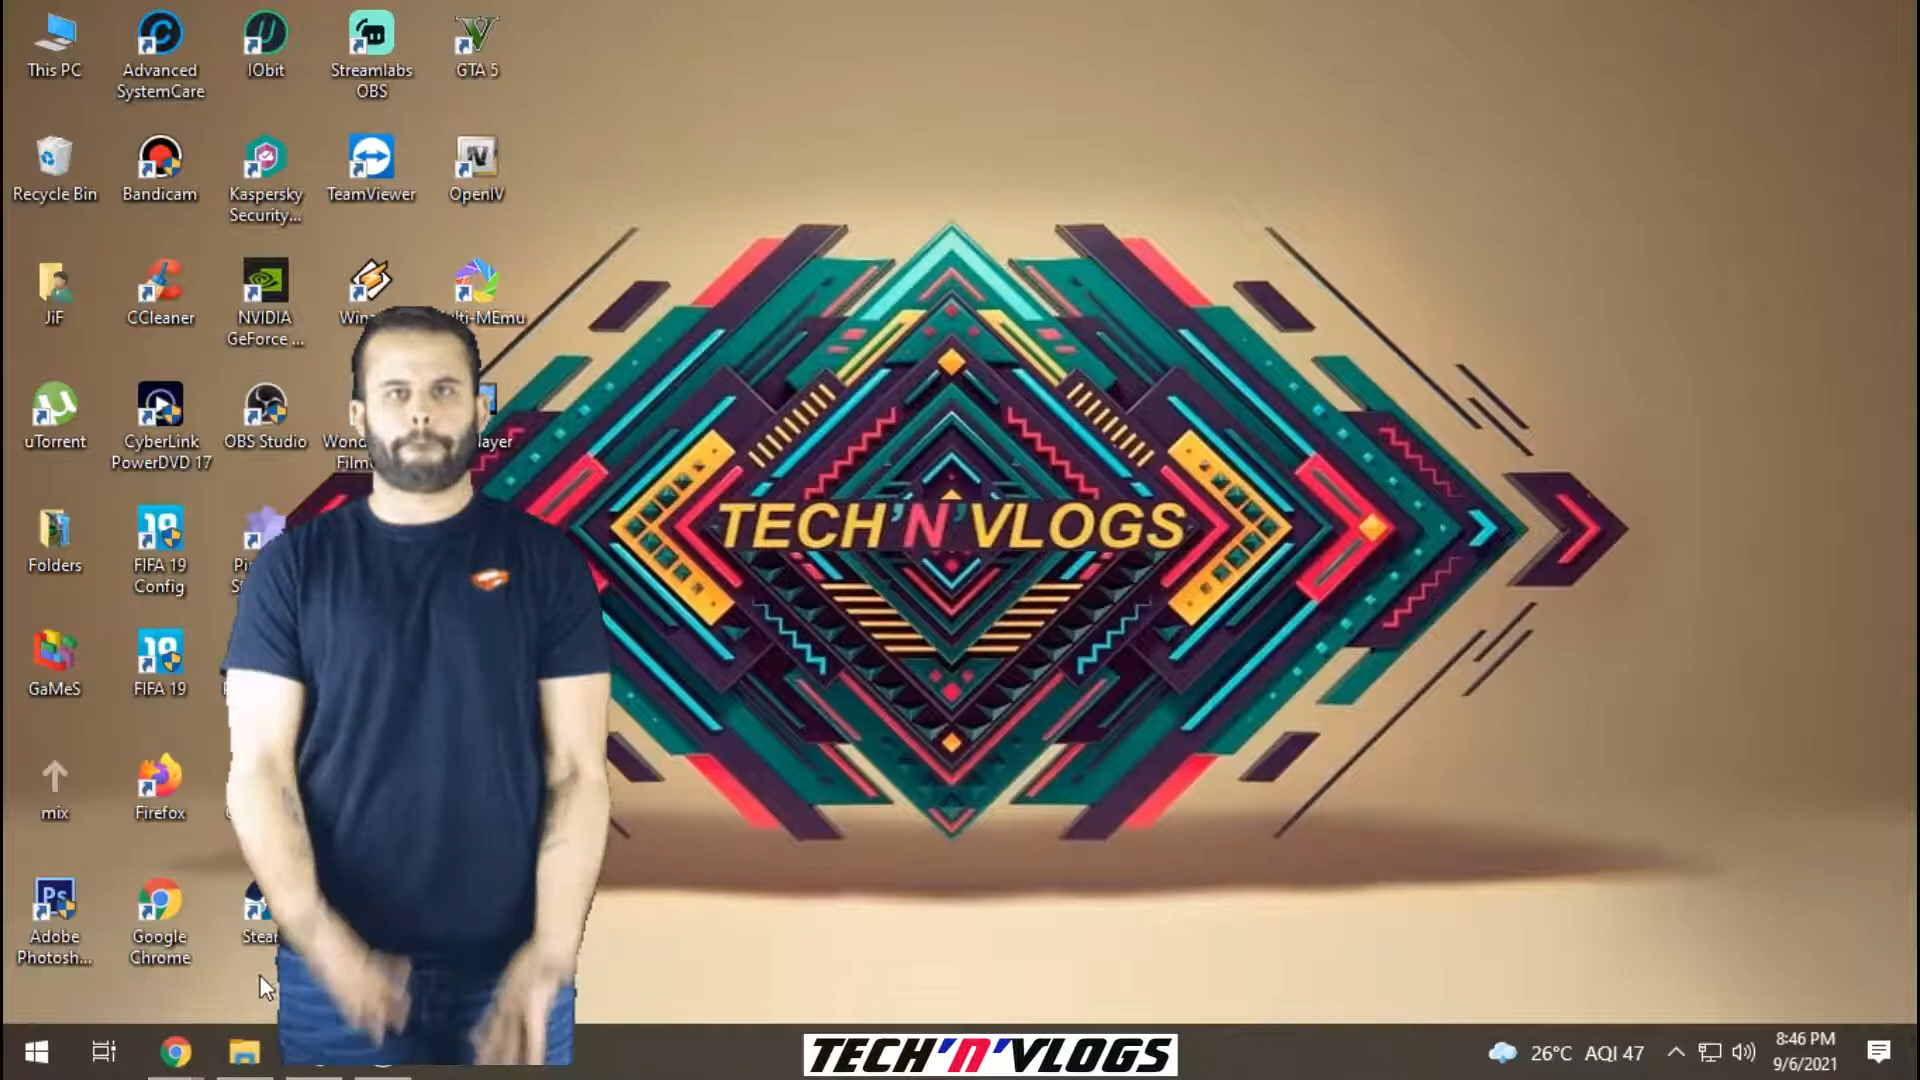 This PC
Advanced
SystemCare
IObit
Streamlabs
OBS
GTA 5
Recycle Bin
Bandicam
Kaspersky
Security...
TeamViewer
OpenIV
JiF
CCleaner
NVIDIA
GeForce ...
uTorrent
CyberLink
PowerDVD 17
OBS Studio
Folders
FIFA 19
Config
GaMeS
FIFA 19
mix
Firefox
Adobe
Photosh...
Google
Chrome
TECH'N'VLOGS
TECH'N'VLOGS
26°C AQI 47
8:46 PM
9/6/2021